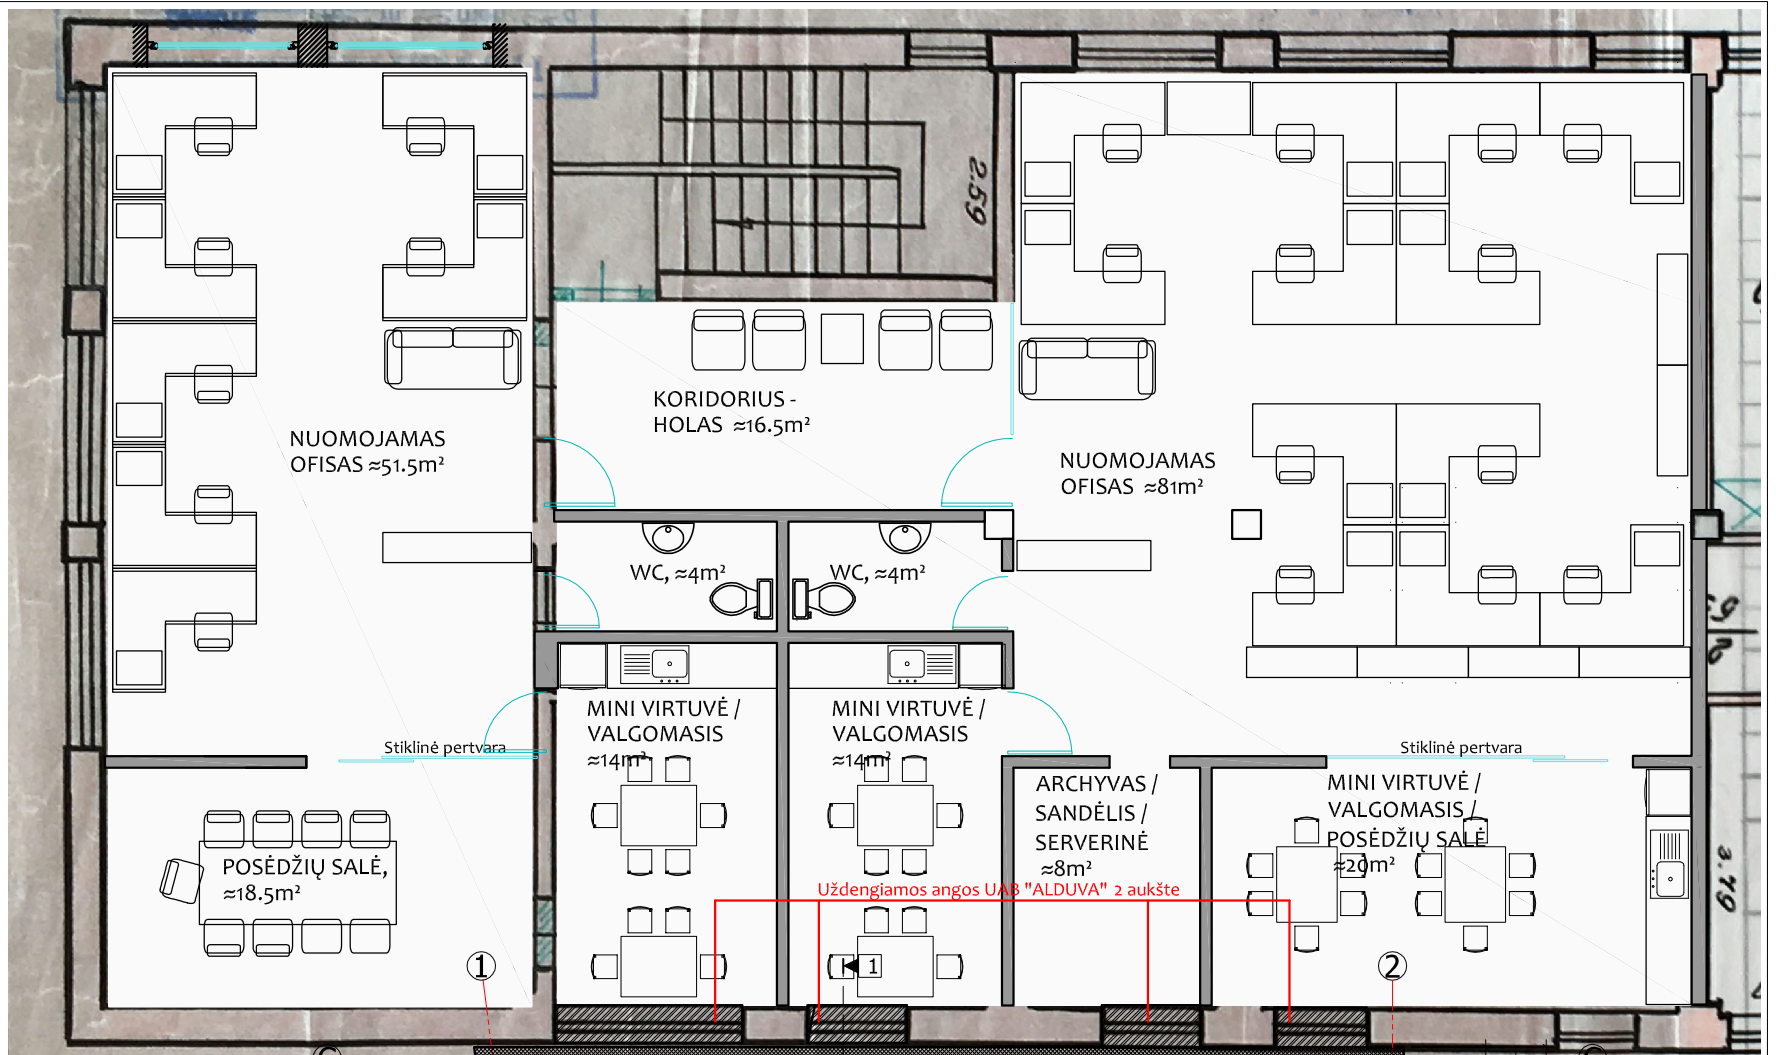 2.59
KORIDORIUS -
HOLAS ≈16.5m²
NUOMOJAMAS
OFISAS ≈51.5m²
NUOMOJAMAS
OFISAS ≈81m²
WC, ≈4m²
WC, ≈4m²
MINI VIRTUVĖ /
VALGOMASIS
≈14m²
MINI VIRTUVĖ /
VALGOMASIS
≈14m²
Stiklinė pertvara
Stiklinė pertvara
ARCHYVAS /
SANDĖLIS /
SERVERINĖ
≈8m²
MINI VIRTUVĖ /
VALGOMASIS /
POSĖDŽIŲ SALĖ
≈20m²
POSĖDŽIŲ SALĖ,
≈18.5m²
Uždengiamos angos UAB "ALDUVA" 2 aukšte
3.79
1
1
2